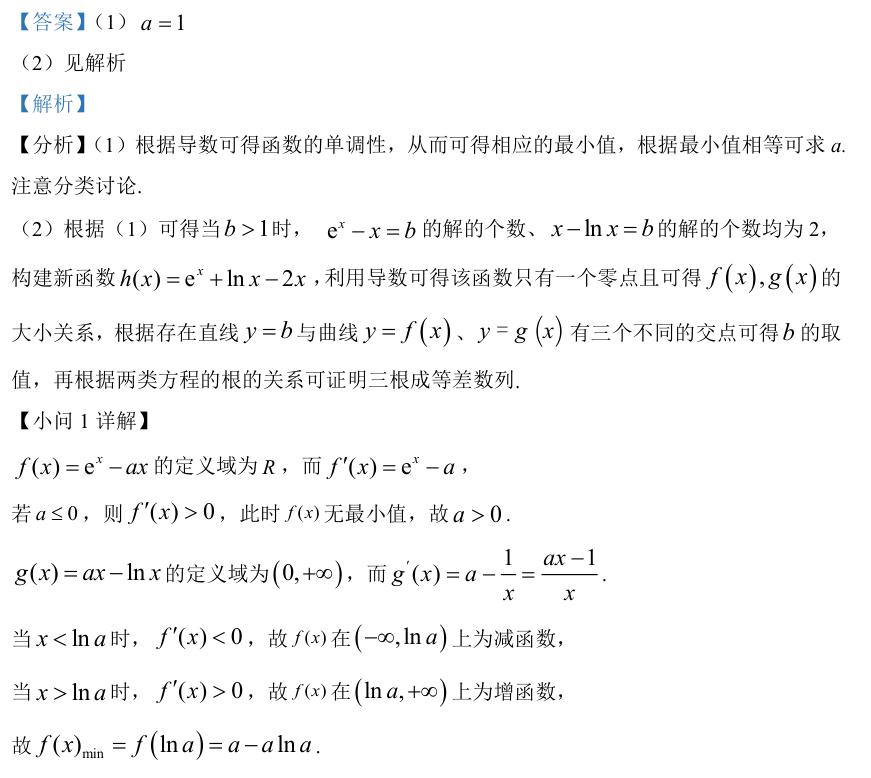 【答案】（1）a = 1
（2）见解析
【解析】
【分析】（1）根据导数可得函数的单调性，从而可得相应的最小值，根据最小值相等可求 a.
注意分类讨论.
（2）根据（1）可得当 b > 1 时， eˣ − x = b 的解的个数、x − ln x = b 的解的个数均为 2，
构建新函数 h(x) = eˣ + ln x − 2x ，利用导数可得该函数只有一个零点且可得 f(x), g(x) 的
大小关系，根据存在直线 y = b 与曲线 y = f(x)、y = g(x) 有三个不同的交点可得 b 的取
值，再根据两类方程的根的关系可证明三根成等差数列.
【小问 1 详解】
f(x) = eˣ − ax 的定义域为 R ，而 f′(x) = eˣ − a ，
若 a ≤ 0 ，则 f′(x) > 0 ，此时 f(x) 无最小值，故 a > 0 .
g(x) = ax − ln x 的定义域为 (0, +∞) ，而 g′(x) = a − 1/x = (ax − 1)/x .
当 x < ln a 时， f′(x) < 0 ，故 f(x) 在 (−∞, ln a) 上为减函数，
当 x > ln a 时， f′(x) > 0 ，故 f(x) 在 (ln a, +∞) 上为增函数，
故 f(x)ₘᵢₙ = f(ln a) = a − a ln a .